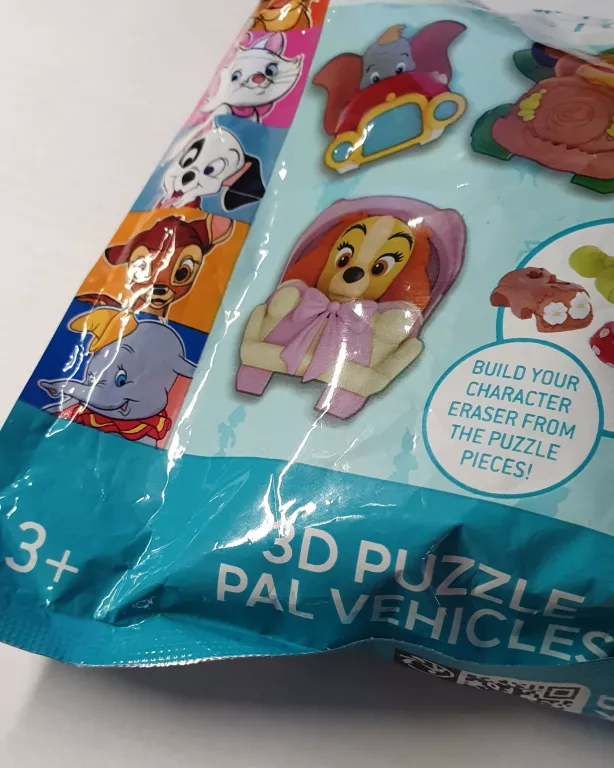 BUILD YOUR
CHARACTER
ERASER FROM
THE PUZZLE
PIECES!
3+
3D PUZZLE
PAL VEHICLES